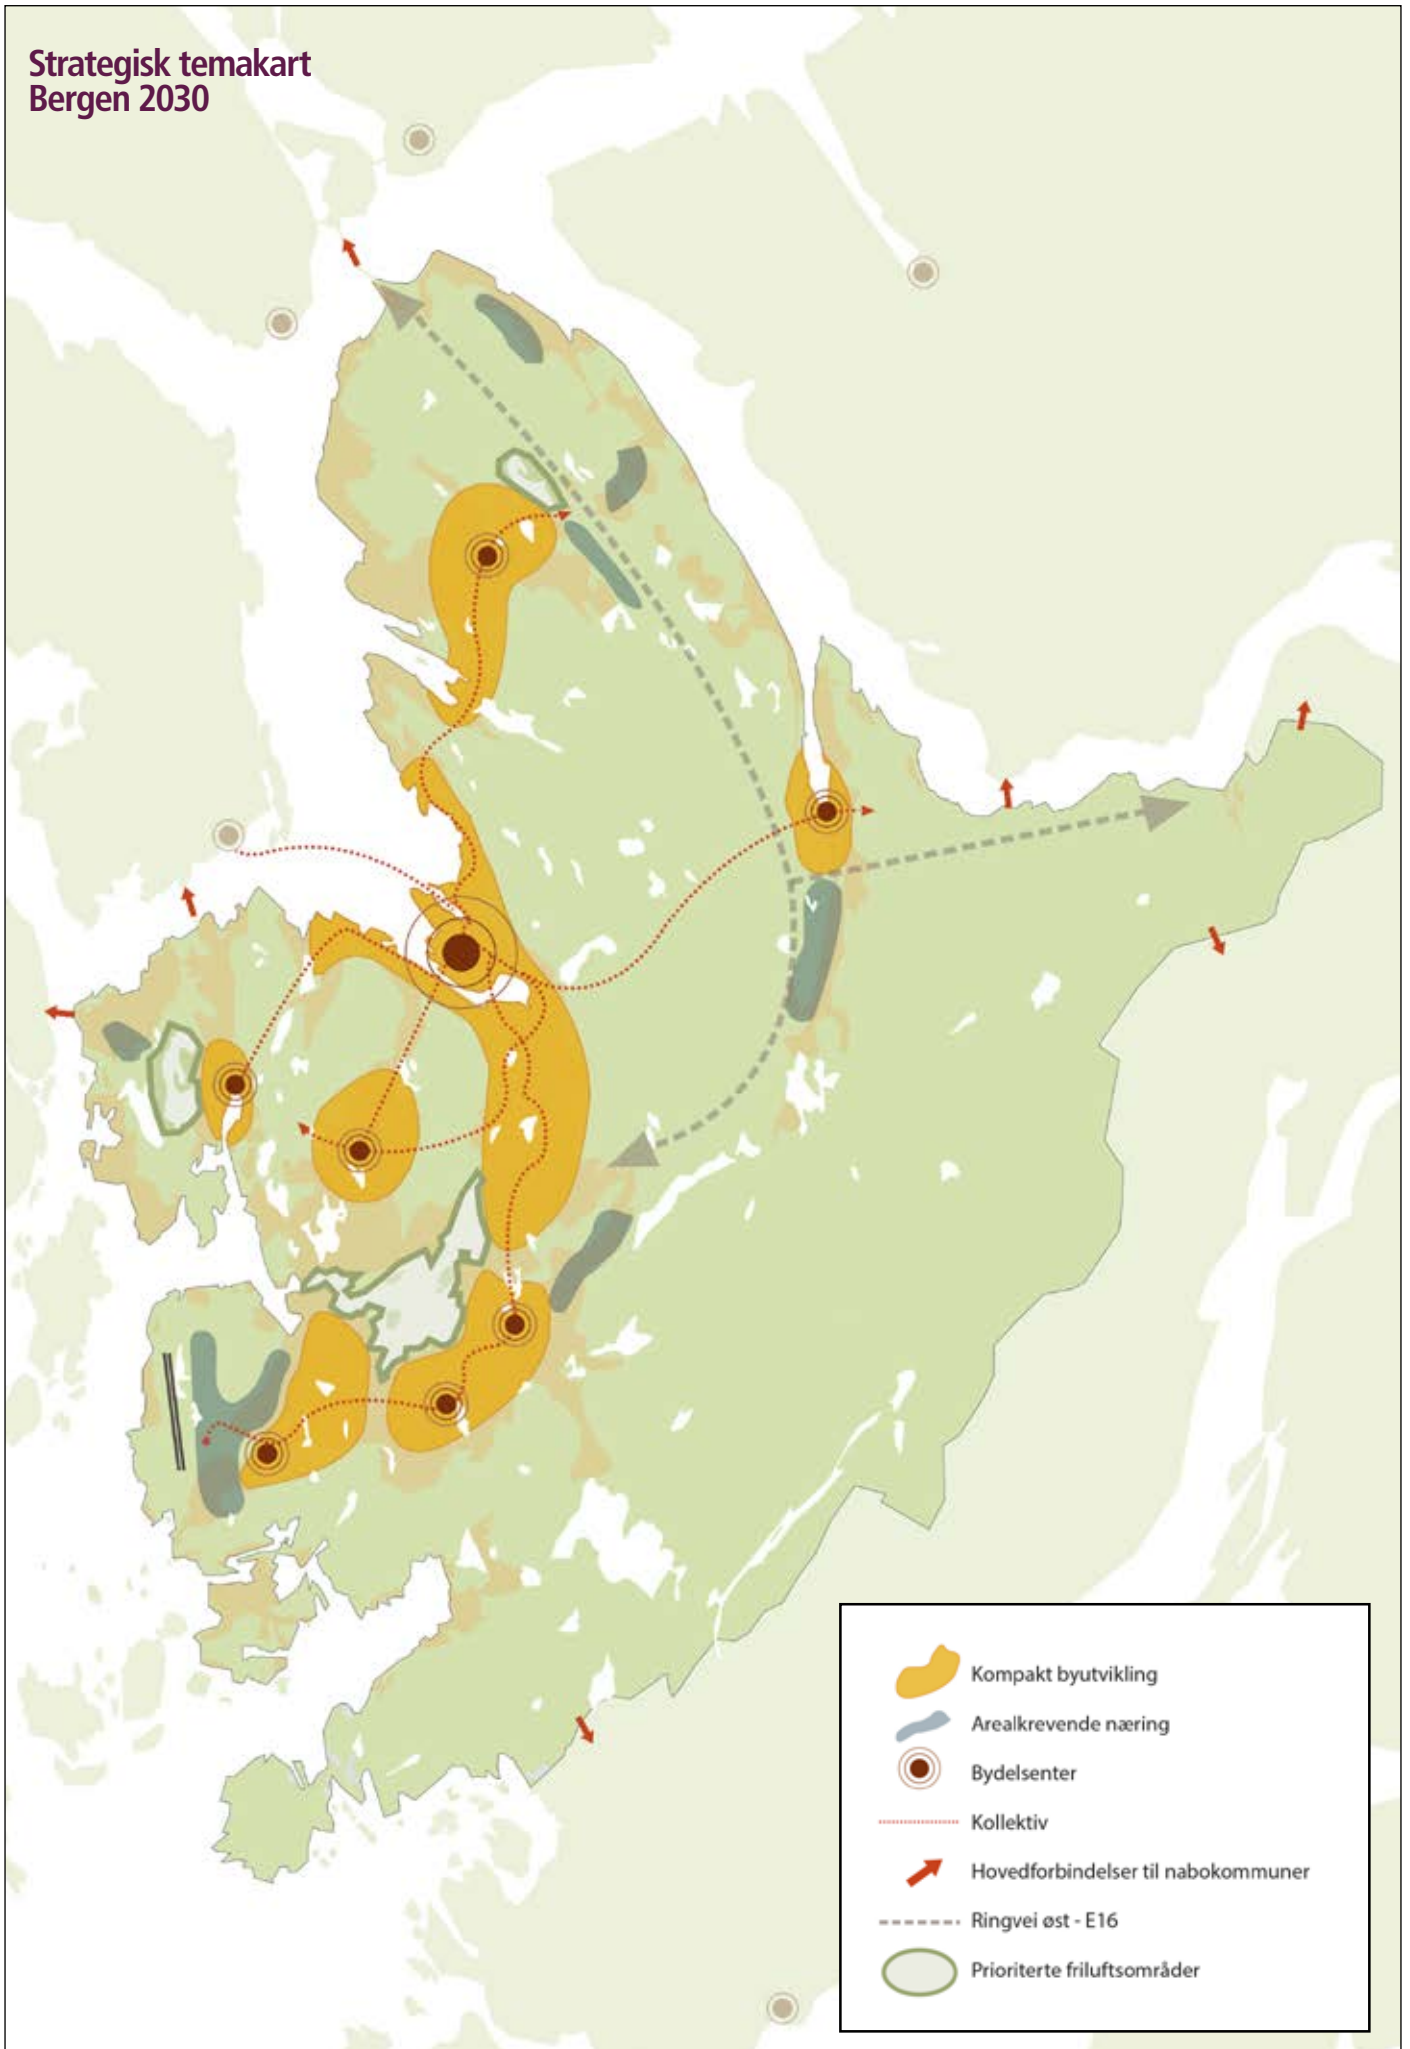 Strategisk temakart
Bergen 2030
Kompakt byutvikling
Arealkrevende næring
Bydelsenter
Kollektiv
Hovedforbindelser til nabokommuner
Ringvei øst - E16
Prioriterte friluftsområder